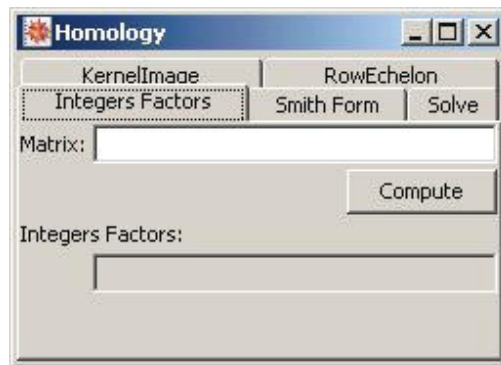 Homology
KernelImage RowEchelon
Integers Factors Smith Form Solve
Matrix:
Compute
Integers Factors: